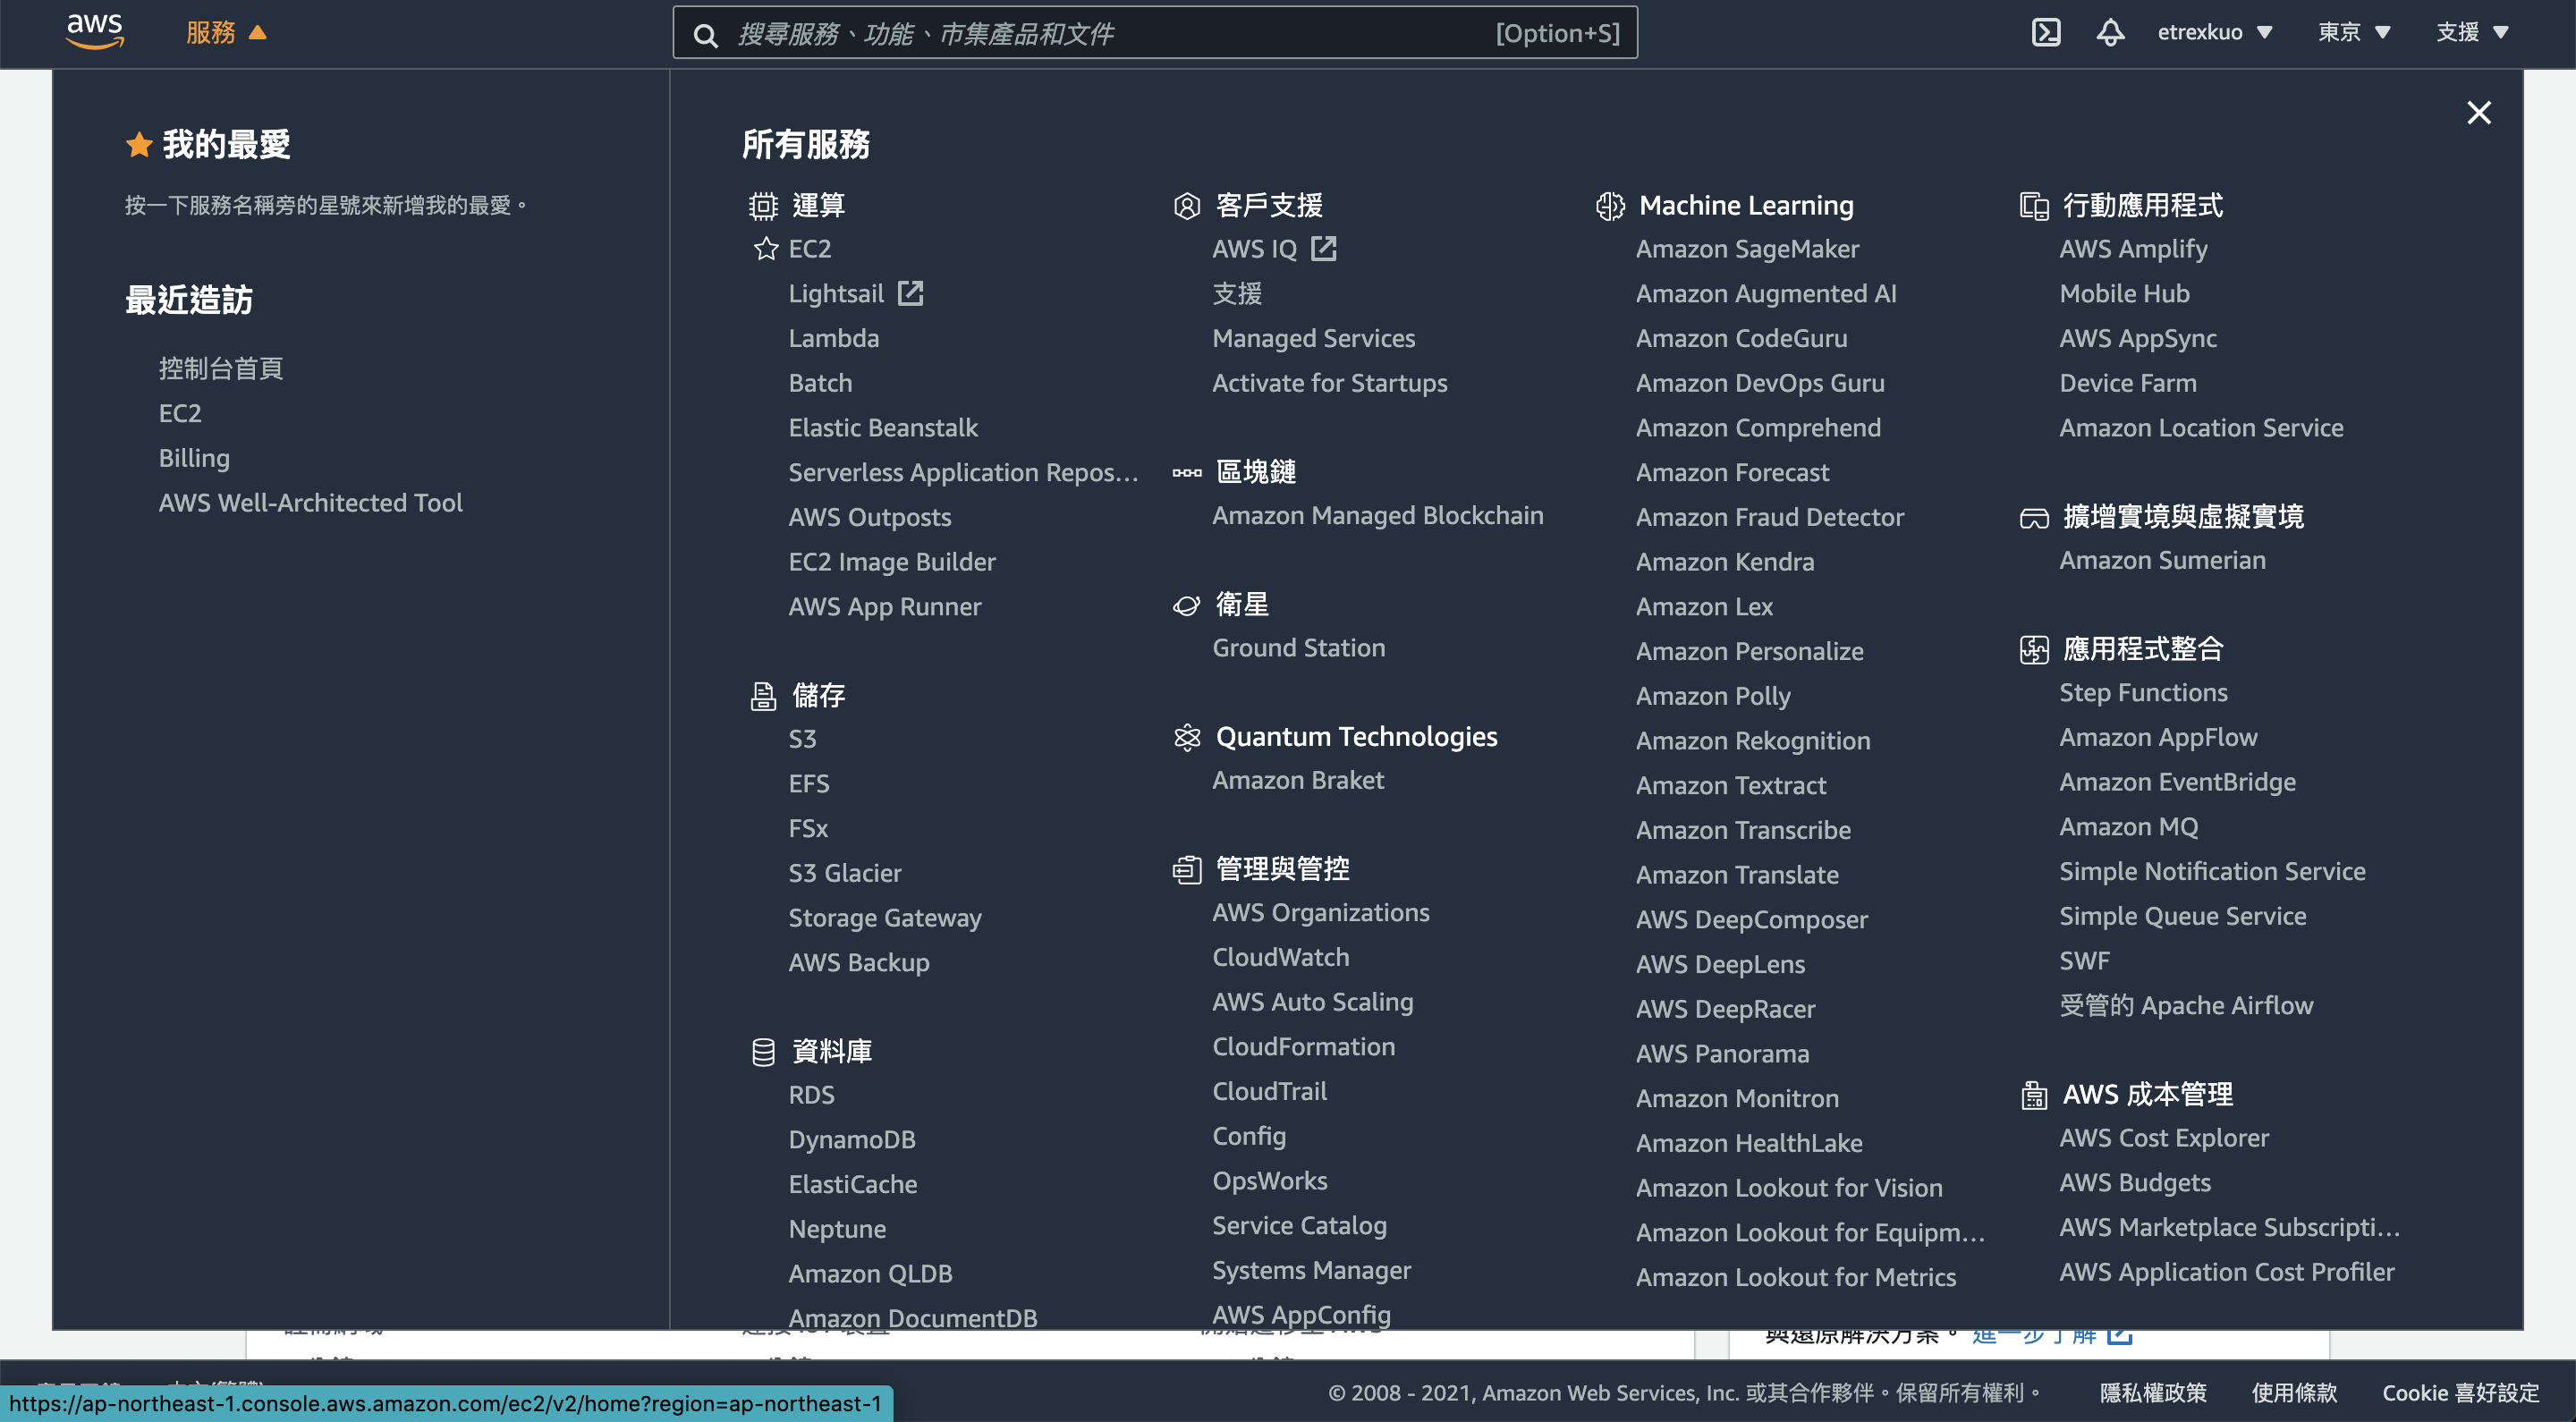 aws
服務
搜尋服務、功能、市集產品和文件
[Option+S]
etrexkuo
東京
支援
我的最愛
按一下服務名稱旁的星號來新增我的最愛。
最近造訪
控制台首頁
EC2
Billing
AWS Well-Architected Tool
所有服務
運算
EC2
Lightsail
Lambda
Batch
Elastic Beanstalk
Serverless Application Repos...
AWS Outposts
EC2 Image Builder
AWS App Runner
儲存
S3
EFS
FSx
S3 Glacier
Storage Gateway
AWS Backup
資料庫
RDS
DynamoDB
ElastiCache
Neptune
Amazon QLDB
Amazon DocumentDB
客戶支援
AWS IQ
支援
Managed Services
Activate for Startups
區塊鏈
Amazon Managed Blockchain
衛星
Ground Station
Quantum Technologies
Amazon Braket
管理與管控
AWS Organizations
CloudWatch
AWS Auto Scaling
CloudFormation
CloudTrail
Config
OpsWorks
Service Catalog
Systems Manager
AWS AppConfig
Machine Learning
Amazon SageMaker
Amazon Augmented AI
Amazon CodeGuru
Amazon DevOps Guru
Amazon Comprehend
Amazon Forecast
Amazon Fraud Detector
Amazon Kendra
Amazon Lex
Amazon Personalize
Amazon Polly
Amazon Rekognition
Amazon Textract
Amazon Transcribe
Amazon Translate
AWS DeepComposer
AWS DeepLens
AWS DeepRacer
AWS Panorama
Amazon Monitron
Amazon HealthLake
Amazon Lookout for Vision
Amazon Lookout for Equipm...
Amazon Lookout for Metrics
行動應用程式
AWS Amplify
Mobile Hub
AWS AppSync
Device Farm
Amazon Location Service
擴增實境與虛擬實境
Amazon Sumerian
應用程式整合
Step Functions
Amazon AppFlow
Amazon EventBridge
Amazon MQ
Simple Notification Service
Simple Queue Service
SWF
受管的 Apache Airflow
AWS 成本管理
AWS Cost Explorer
AWS Budgets
AWS Marketplace Subscripti...
AWS Application Cost Profiler
與還原解決方案。 進一步了解
© 2008 - 2021, Amazon Web Services, Inc. 或其合作夥伴。保留所有權利。
隱私權政策
使用條款
Cookie 喜好設定
https://ap-northeast-1.console.aws.amazon.com/ec2/v2/home?region=ap-northeast-1